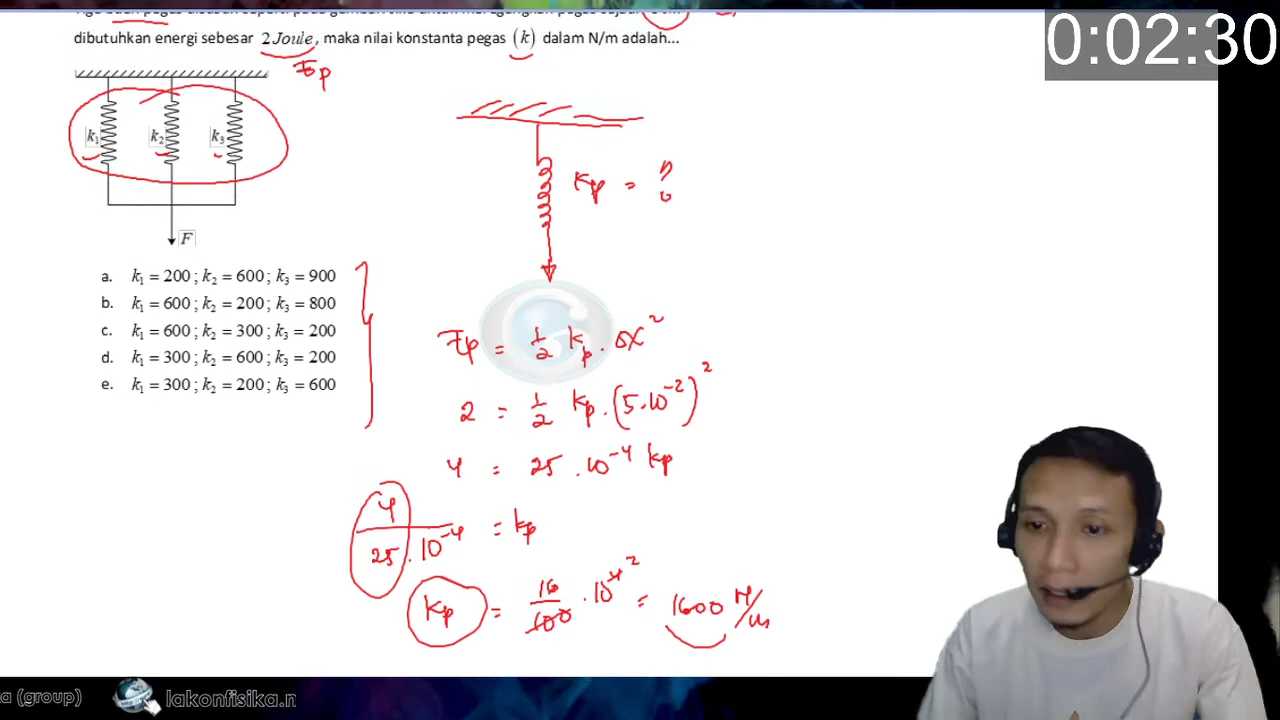 0:02:30
dibutuhkan energi sebesar 2 Joule, maka nilai konstanta pegas (k) dalam N/m adalah...
Ep
k₁ k₂ k₃
Kp = ?
F
a. k₁ = 200 ; k₂ = 600 ; k₃ = 900
b. k₁ = 600 ; k₂ = 200 ; k₃ = 800
c. k₁ = 600 ; k₂ = 300 ; k₃ = 200
d. k₁ = 300 ; k₂ = 600 ; k₃ = 200
e. k₁ = 300 ; k₂ = 200 ; k₃ = 600
Ep = 1/2 kp . Δx²
2 = 1/2 kp . (5.10⁻²)²
4 = 25 . 10⁻⁴ kp
4/25 . 10⁻⁴ = kp
Kp = 16/100 . 10⁴ ² = 1600 N/m
a (group) lakonfisika.n